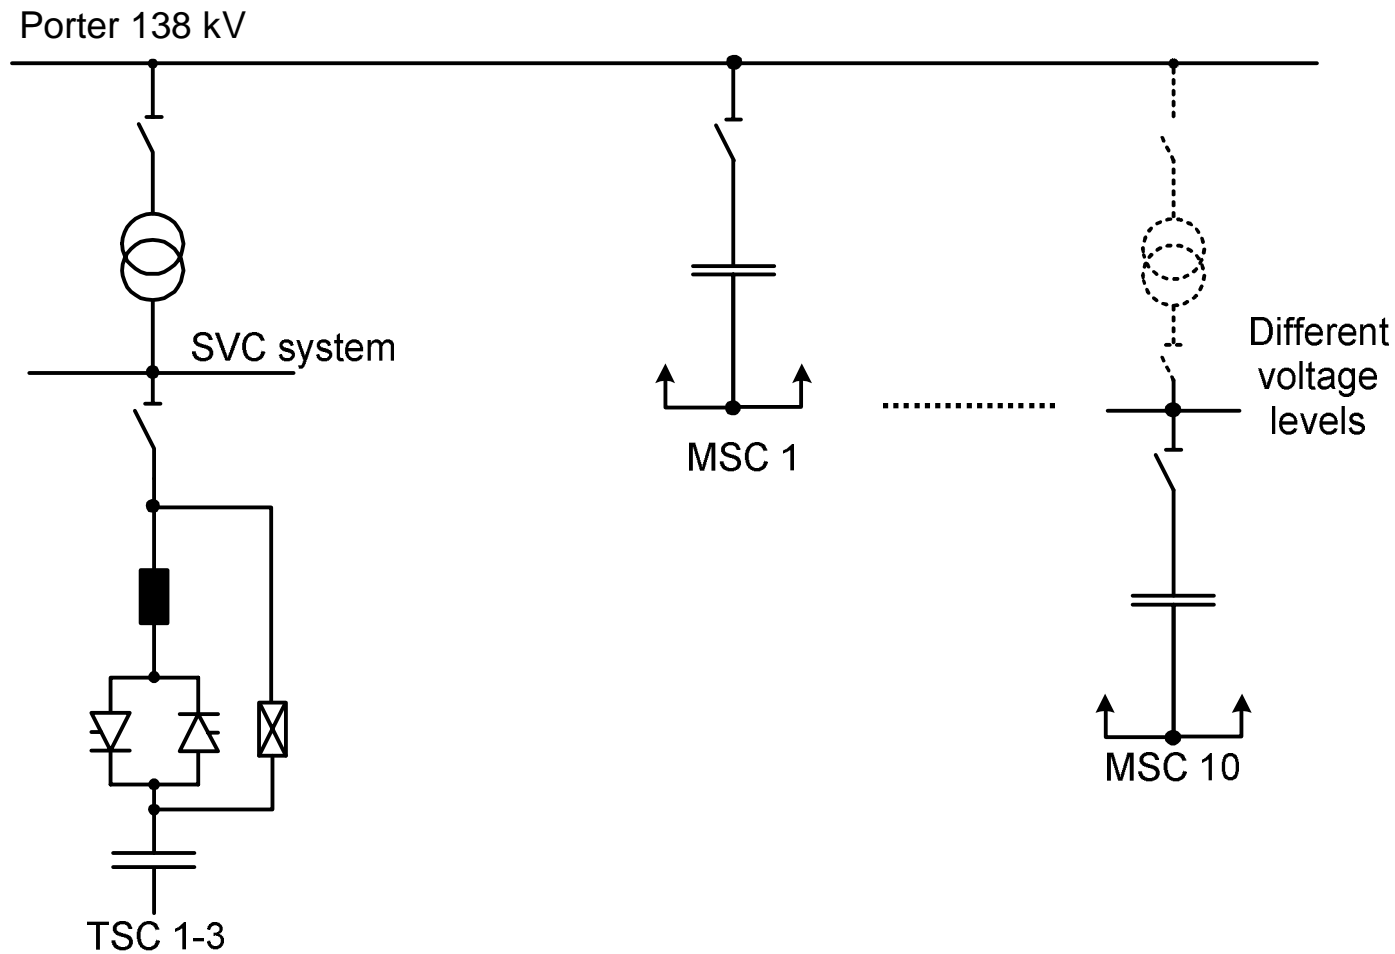 Porter 138 kV
SVC system
Different
voltage
levels
MSC 1
MSC 10
TSC 1-3